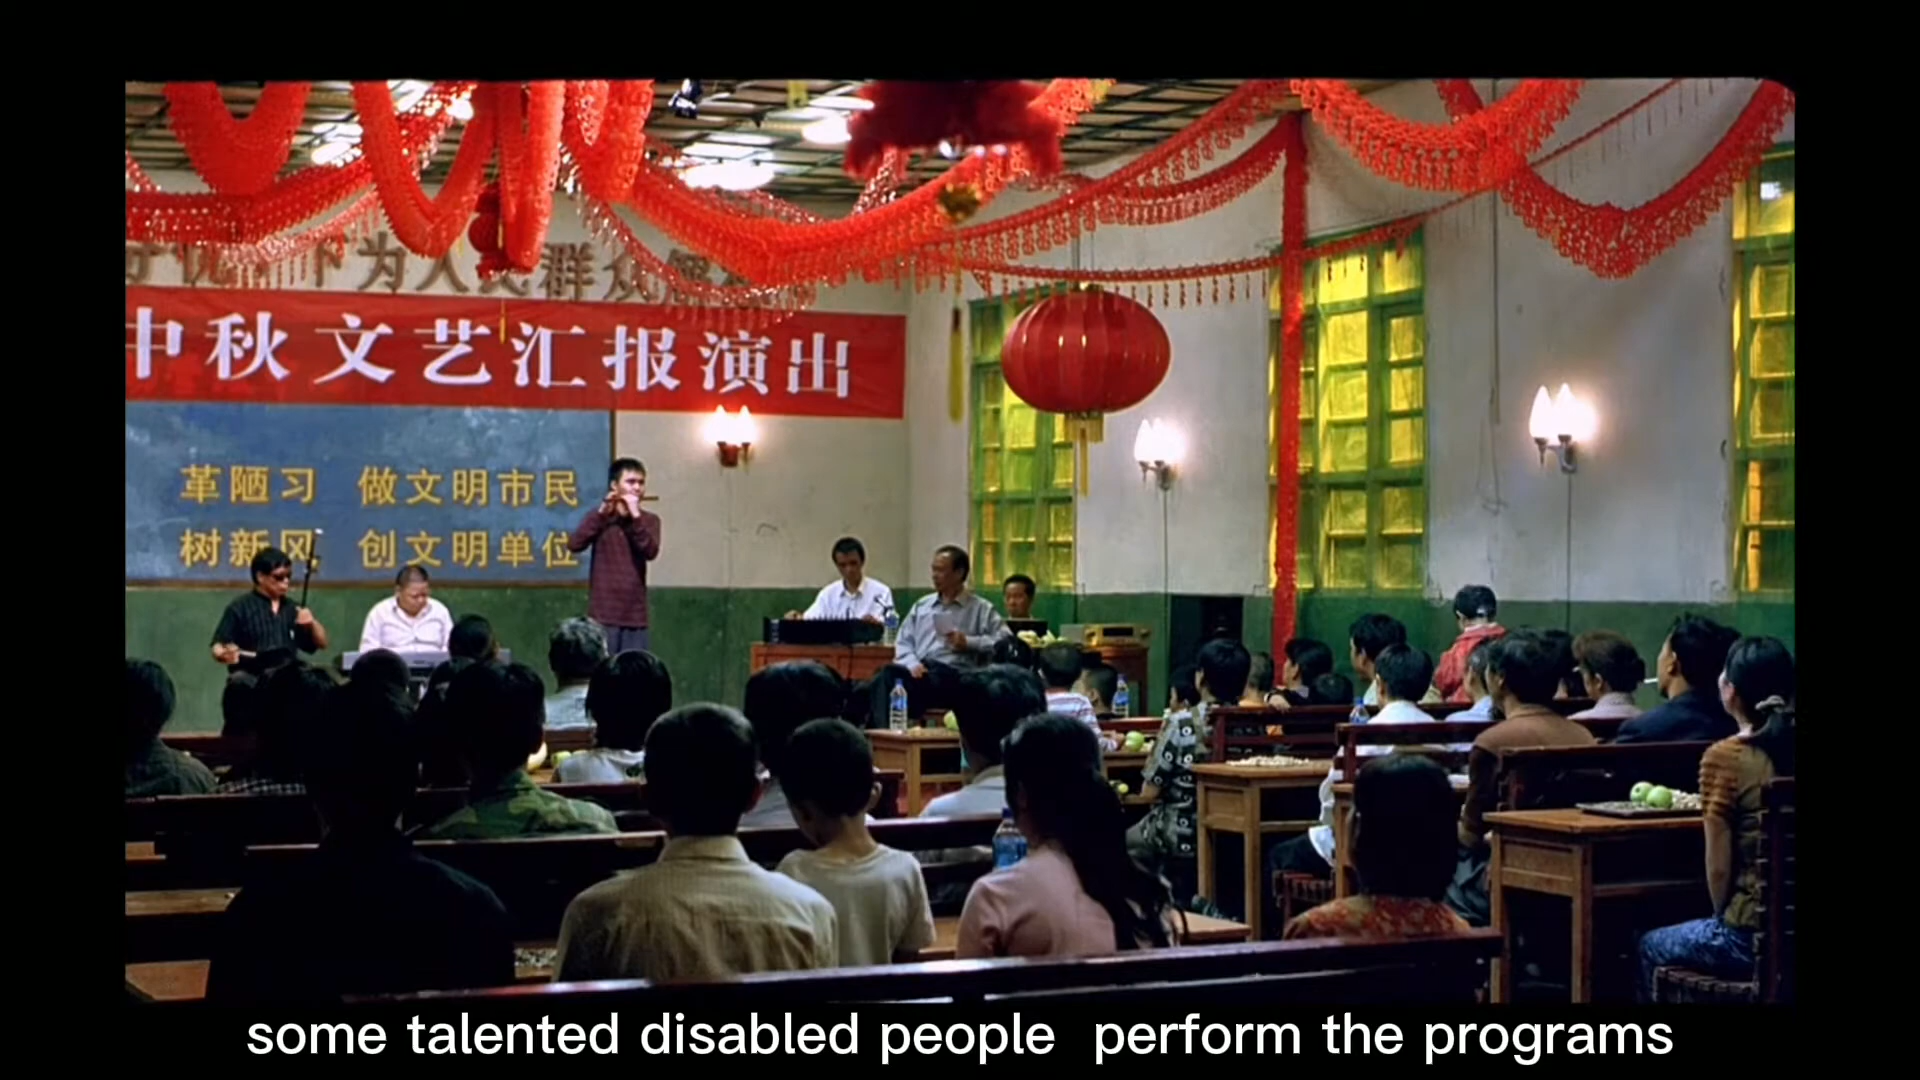 下为人民群众
中秋文艺汇报演出
革陋习 做文明市民
树新风 创文明单位
some talented disabled people perform the programs